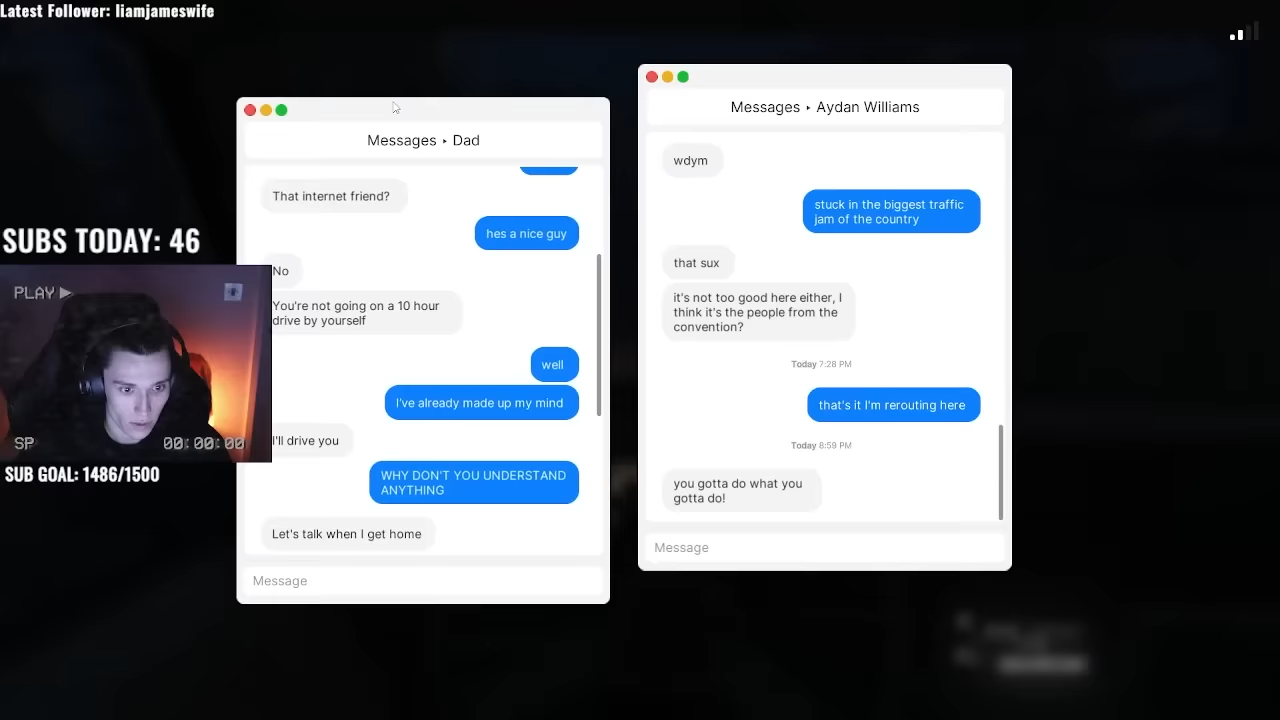 Latest Follower: liamjameswife
SUBS TODAY: 46
PLAY
SP
00:00:00
SUB GOAL: 1486/1500
Messages ‣ Dad
That internet friend?
hes a nice guy
No
You're not going on a 10 hour
drive by yourself
well
I've already made up my mind
I'll drive you
WHY DON'T YOU UNDERSTAND
ANYTHING
Let's talk when I get home
Message
Messages ‣ Aydan Williams
wdym
stuck in the biggest traffic
jam of the country
that sux
it's not too good here either, I
think it's the people from the
convention?
Today 7:28 PM
that's it I'm rerouting here
Today 8:59 PM
you gotta do what you
gotta do!
Message